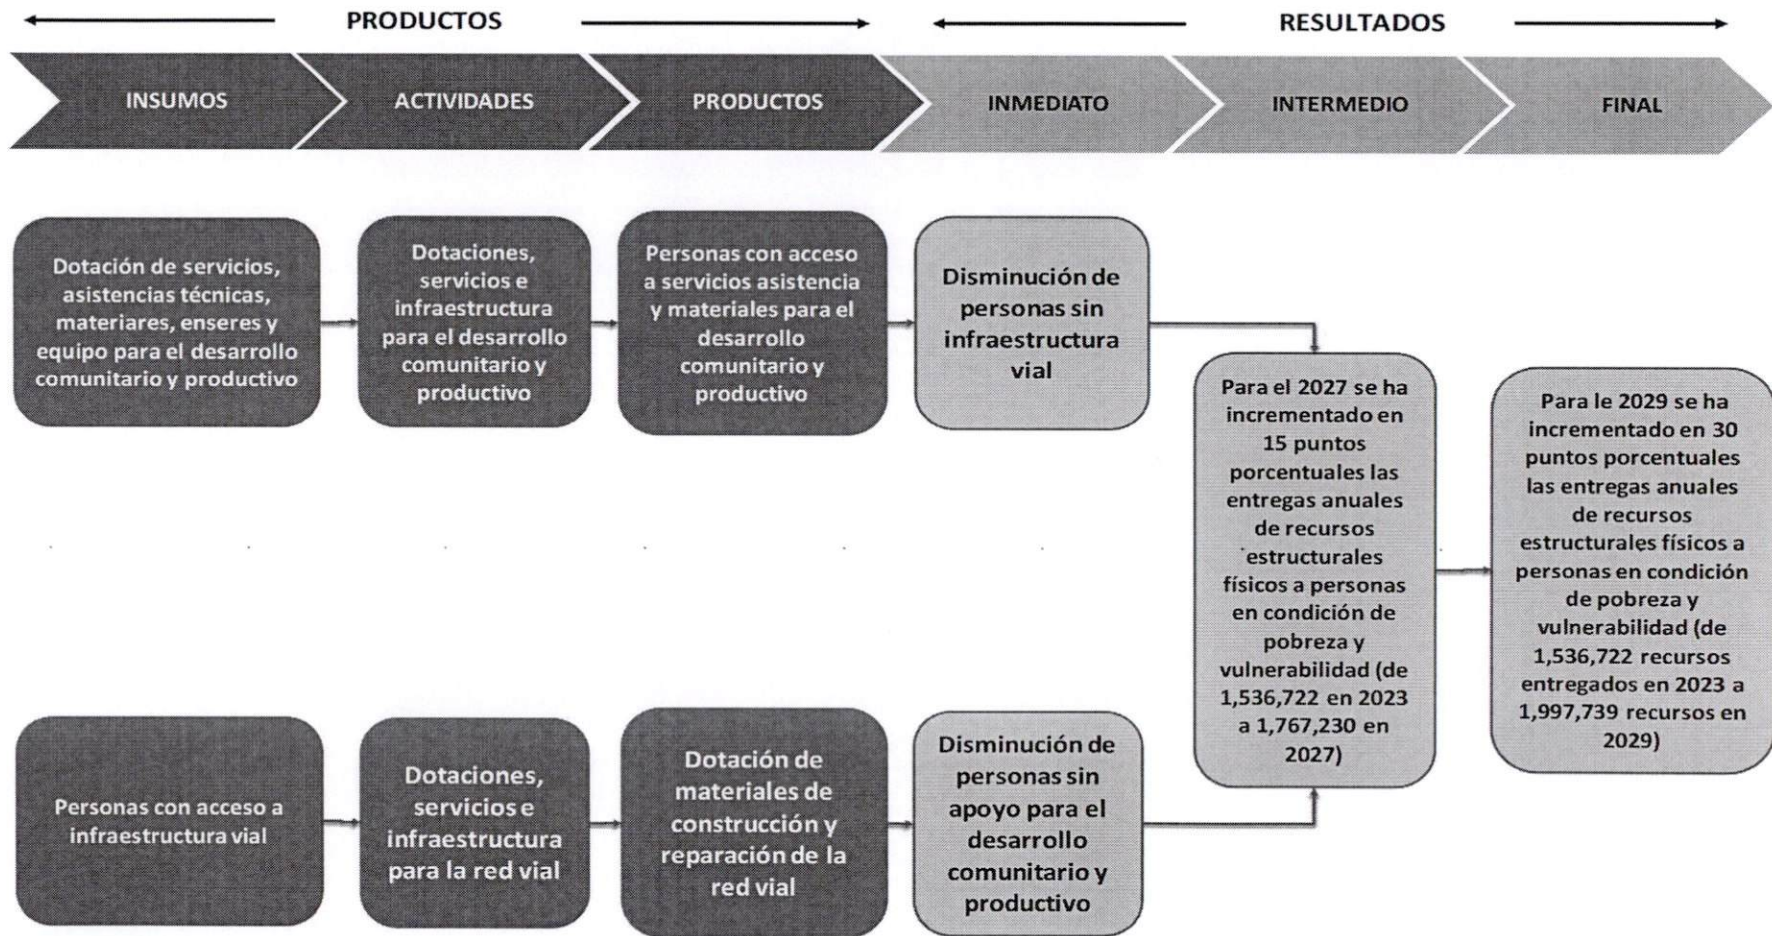 PRODUCTOS
RESULTADOS
INSUMOS
ACTIVIDADES
PRODUCTOS
INMEDIATO
INTERMEDIO
FINAL
Dotación de servicios,
asistencias técnicas,
materiares, enseres y
equipo para el desarrollo
comunitario y productivo
Dotaciones,
servicios e
infraestructura
para el desarrollo
comunitario y
productivo
Personas con acceso
a servicios asistencia
y materiales para el
desarrollo
comunitario y
productivo
Disminución de
personas sin
infraestructura
vial
Para el 2027 se ha
incrementado en
15 puntos
porcentuales las
entregas anuales
de recursos
estructurales
físicos a personas
en condición de
pobreza y
vulnerabilidad (de
1,536,722 en 2023
a 1,767,230 en
2027)
Para le 2029 se ha
incrementado en 30
puntos porcentuales
las entregas anuales
de recursos
estructurales físicos a
personas en condición
de pobreza y
vulnerabilidad (de
1,536,722 recursos
entregados en 2023 a
1,997,739 recursos en
2029)
Personas con acceso a
infraestructura vial
Dotaciones,
servicios e
infraestructura
para la red vial
Dotación de
materiales de
construcción y
reparación de la
red vial
Disminución de
personas sin
apoyo para el
desarrollo
comunitario y
productivo